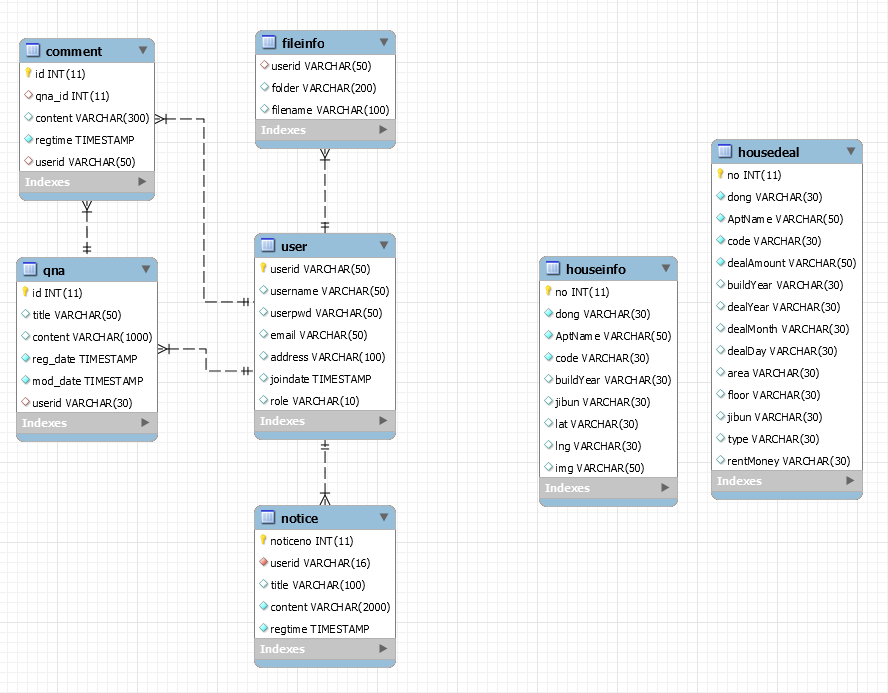 comment
id INT(11)
qna_id INT(11)
content VARCHAR(300)
regtime TIMESTAMP
userid VARCHAR(50)
Indexes
fileinfo
userid VARCHAR(50)
folder VARCHAR(200)
filename VARCHAR(100)
Indexes
qna
id INT(11)
title VARCHAR(50)
content VARCHAR(1000)
reg_date TIMESTAMP
mod_date TIMESTAMP
userid VARCHAR(30)
Indexes
user
userid VARCHAR(50)
username VARCHAR(50)
userpwd VARCHAR(50)
email VARCHAR(50)
address VARCHAR(100)
joindate TIMESTAMP
role VARCHAR(10)
Indexes
notice
noticeno INT(11)
userid VARCHAR(16)
title VARCHAR(100)
content VARCHAR(2000)
regtime TIMESTAMP
Indexes
houseinfo
no INT(11)
dong VARCHAR(30)
AptName VARCHAR(50)
code VARCHAR(30)
buildYear VARCHAR(30)
jibun VARCHAR(30)
lat VARCHAR(30)
lng VARCHAR(30)
img VARCHAR(50)
Indexes
housedeal
no INT(11)
dong VARCHAR(30)
AptName VARCHAR(50)
code VARCHAR(30)
dealAmount VARCHAR(50)
buildYear VARCHAR(30)
dealYear VARCHAR(30)
dealMonth VARCHAR(30)
dealDay VARCHAR(30)
area VARCHAR(30)
floor VARCHAR(30)
jibun VARCHAR(30)
type VARCHAR(30)
rentMoney VARCHAR(30)
Indexes